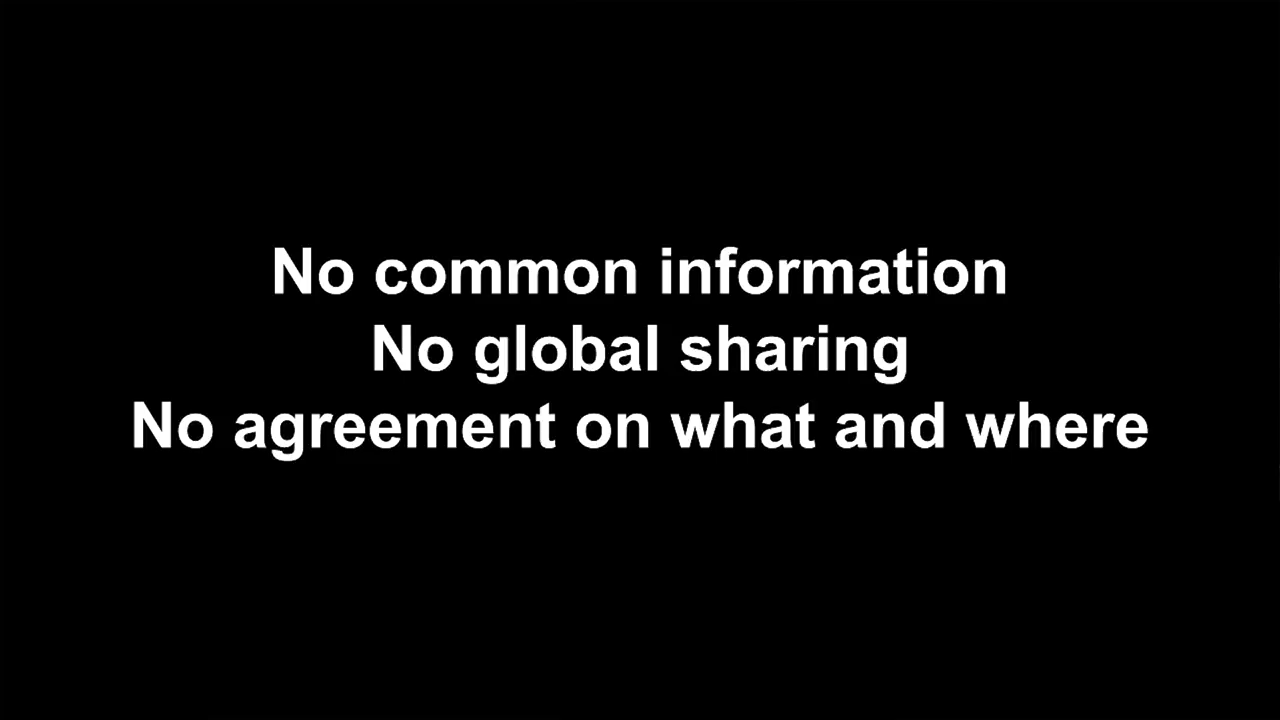 No common information
No global sharing
No agreement on what and where